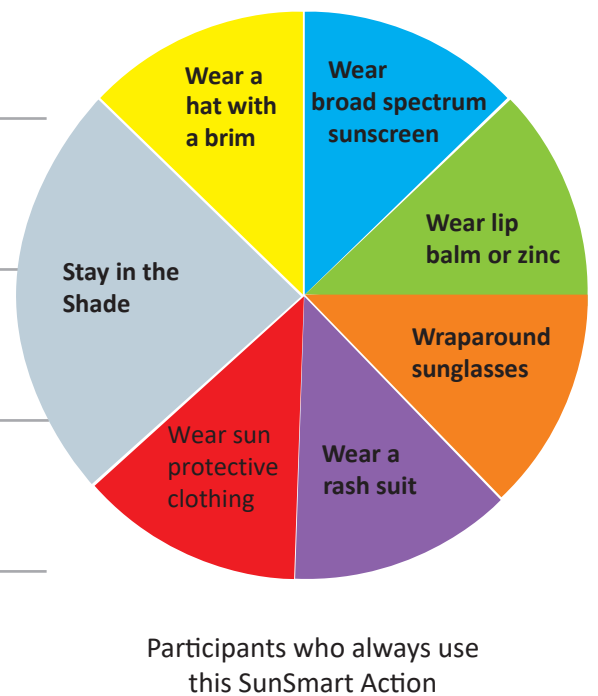 Wear a
hat with
a brim
Wear
broad spectrum
sunscreen
Wear lip
balm or zinc
Stay in the
Shade
Wraparound
sunglasses
Wear sun
protective
clothing
Wear a
rash suit
Participants who always use
this SunSmart Action